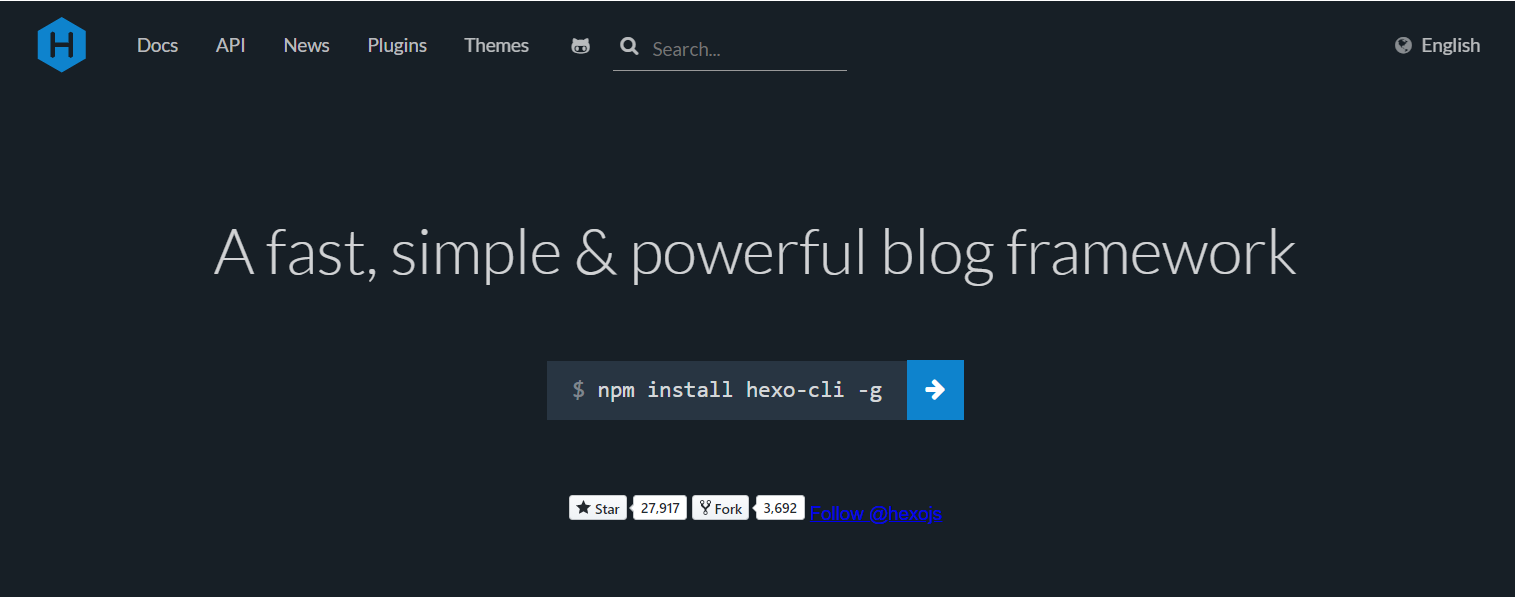 H Docs API News Plugins Themes Search... English
A fast, simple & powerful blog framework
$ npm install hexo-cli -g
Star 27,917 Fork 3,692 Follow @hexojs